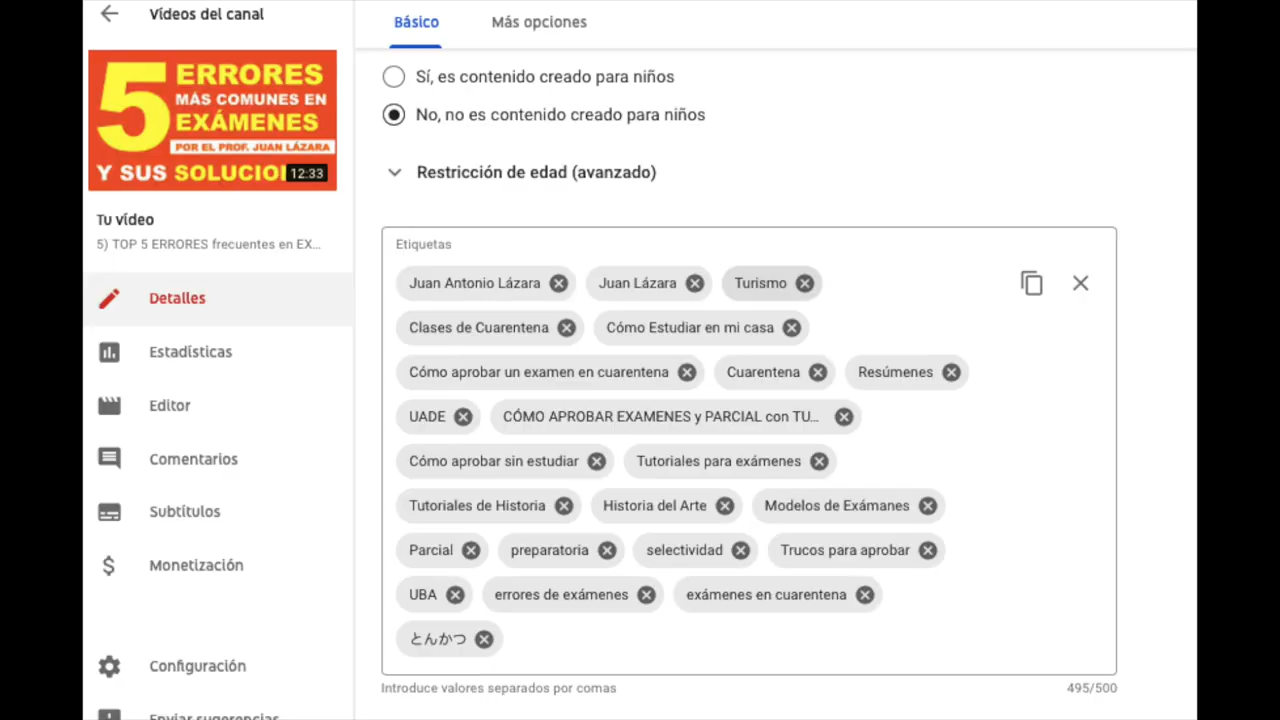 Vídeos del canal
5 ERRORES
MÁS COMUNES EN
EXÁMENES
POR EL PROF. JUAN LÁZARA
Y SUS SOLUCIO
12:33
Tu vídeo
5) TOP 5 ERRORES frecuentes en EX...
Detalles
Estadísticas
Editor
Comentarios
Subtítulos
Monetización
Configuración
Enviar sugerencias
Básico Más opciones
Sí, es contenido creado para niños
No, no es contenido creado para niños
Restricción de edad (avanzado)
Etiquetas
Juan Antonio Lázara Juan Lázara Turismo
Clases de Cuarentena Cómo Estudiar en mi casa
Cómo aprobar un examen en cuarentena Cuarentena Resúmenes
UADE CÓMO APROBAR EXAMENES y PARCIAL con TU...
Cómo aprobar sin estudiar Tutoriales para exámenes
Tutoriales de Historia Historia del Arte Modelos de Exámanes
Parcial preparatoria selectividad Trucos para aprobar
UBA errores de exámenes exámenes en cuarentena
とんかつ
Introduce valores separados por comas 495/500